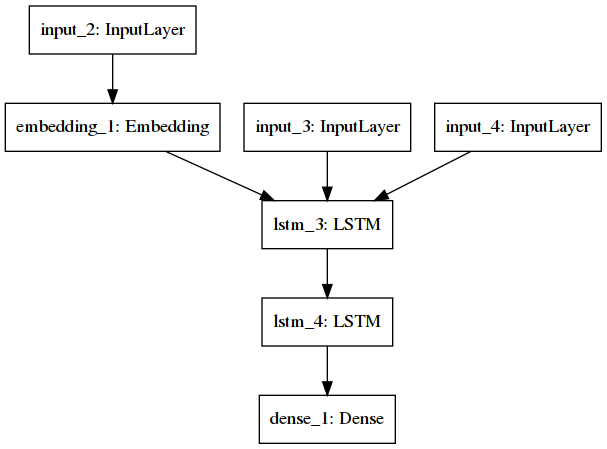 input_2: InputLayer
embedding_1: Embedding
input_3: InputLayer
input_4: InputLayer
lstm_3: LSTM
lstm_4: LSTM
dense_1: Dense